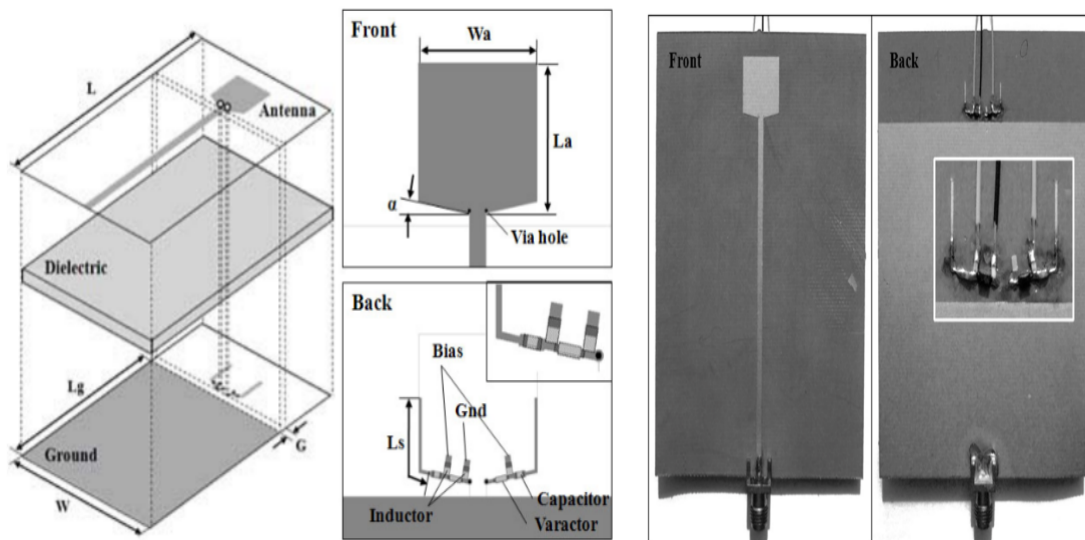 L
Antenna
Dielectric
Lg
Ground
G
W
Front
Wa
La
α
Via hole
Back
Bias
Gnd
Ls
Capacitor
Inductor
Varactor
Front
Back